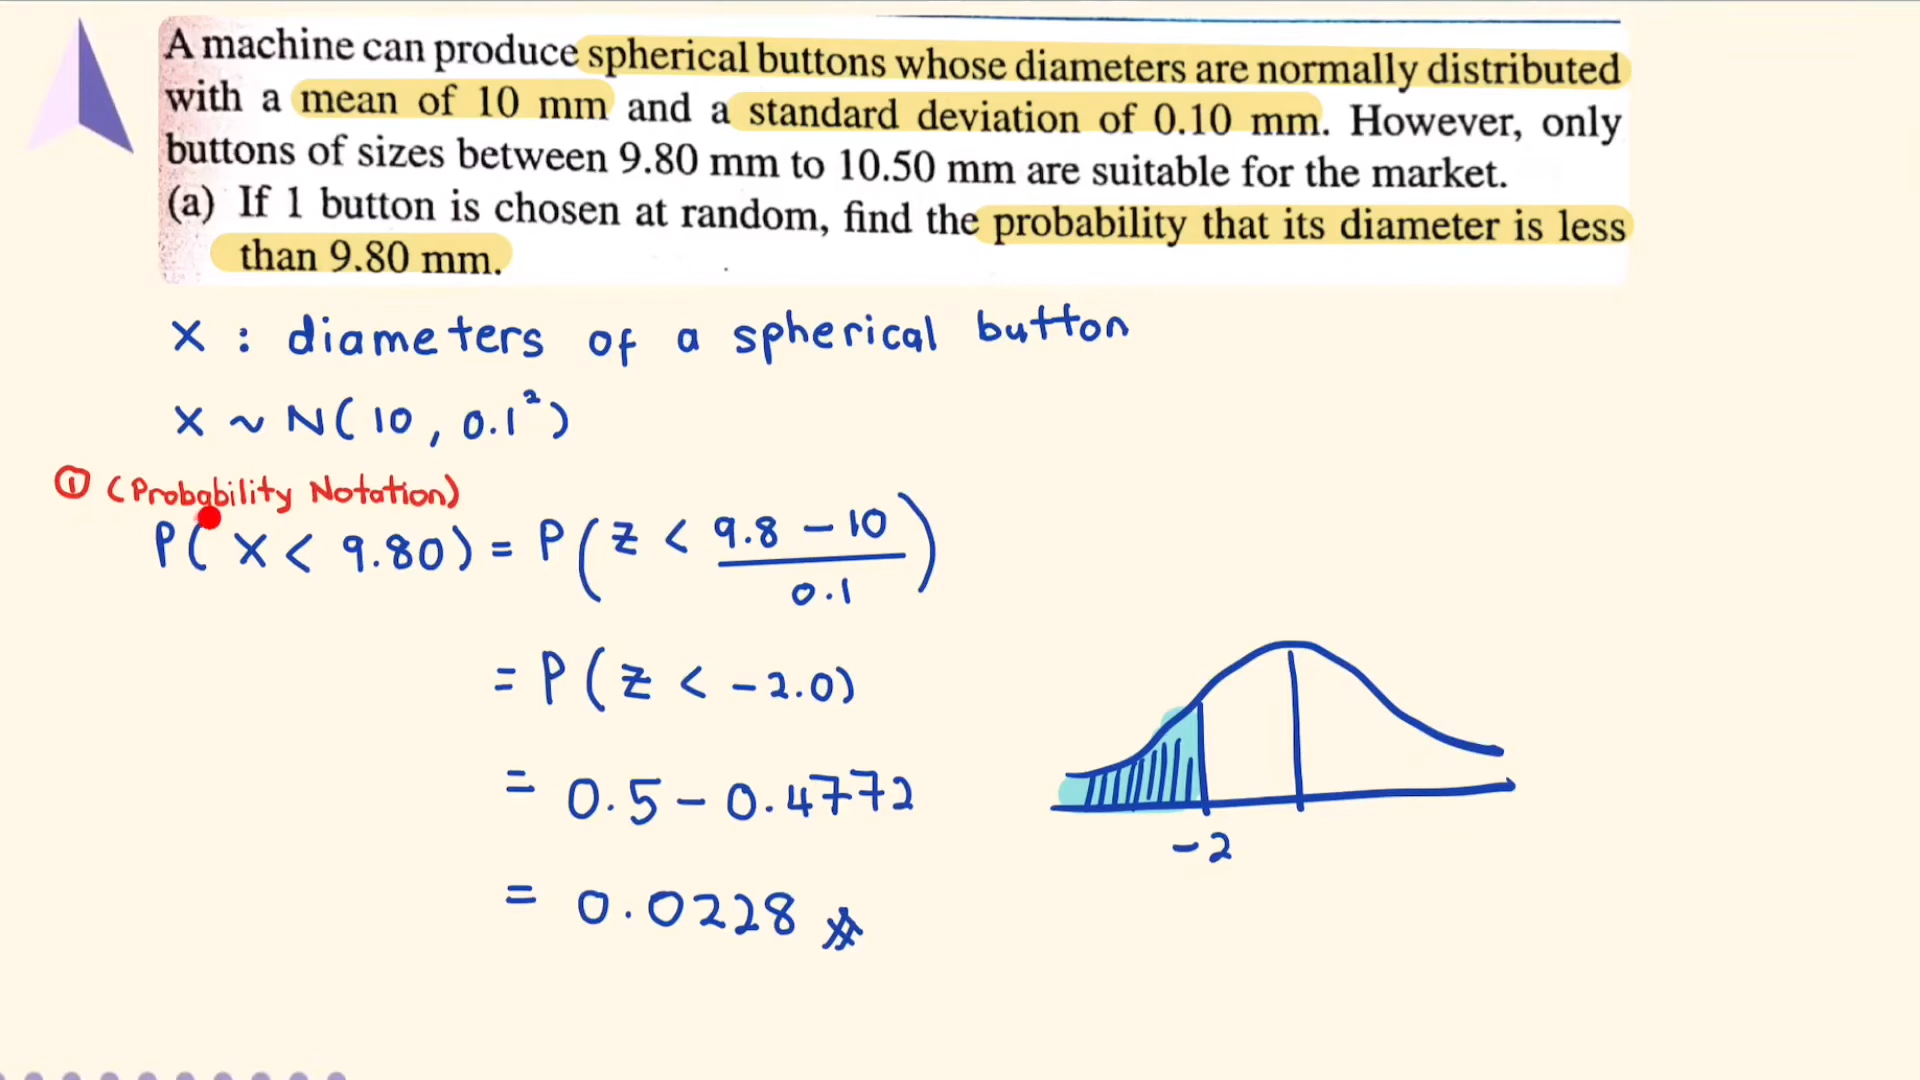 A machine can produce spherical buttons whose diameters are normally distributed
with a mean of 10 mm and a standard deviation of 0.10 mm. However, only
buttons of sizes between 9.80 mm to 10.50 mm are suitable for the market.
(a) If 1 button is chosen at random, find the probability that its diameter is less
than 9.80 mm.
X : diameters of a spherical button
X ~ N(10, 0.1²)
① (Probability Notation)
P(X < 9.80) = P(Z < (9.8 − 10)/0.1)
= P(Z < −2.0)
= 0.5 − 0.4772
= 0.0228
−2